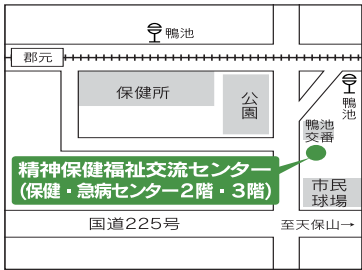 鴨池
郡元
保健所
公園
鴨池
鴨池
交番
精神保健福祉交流センター
(保健・急病センター2階・3階)
市民
球場
国道225号
至天保山→